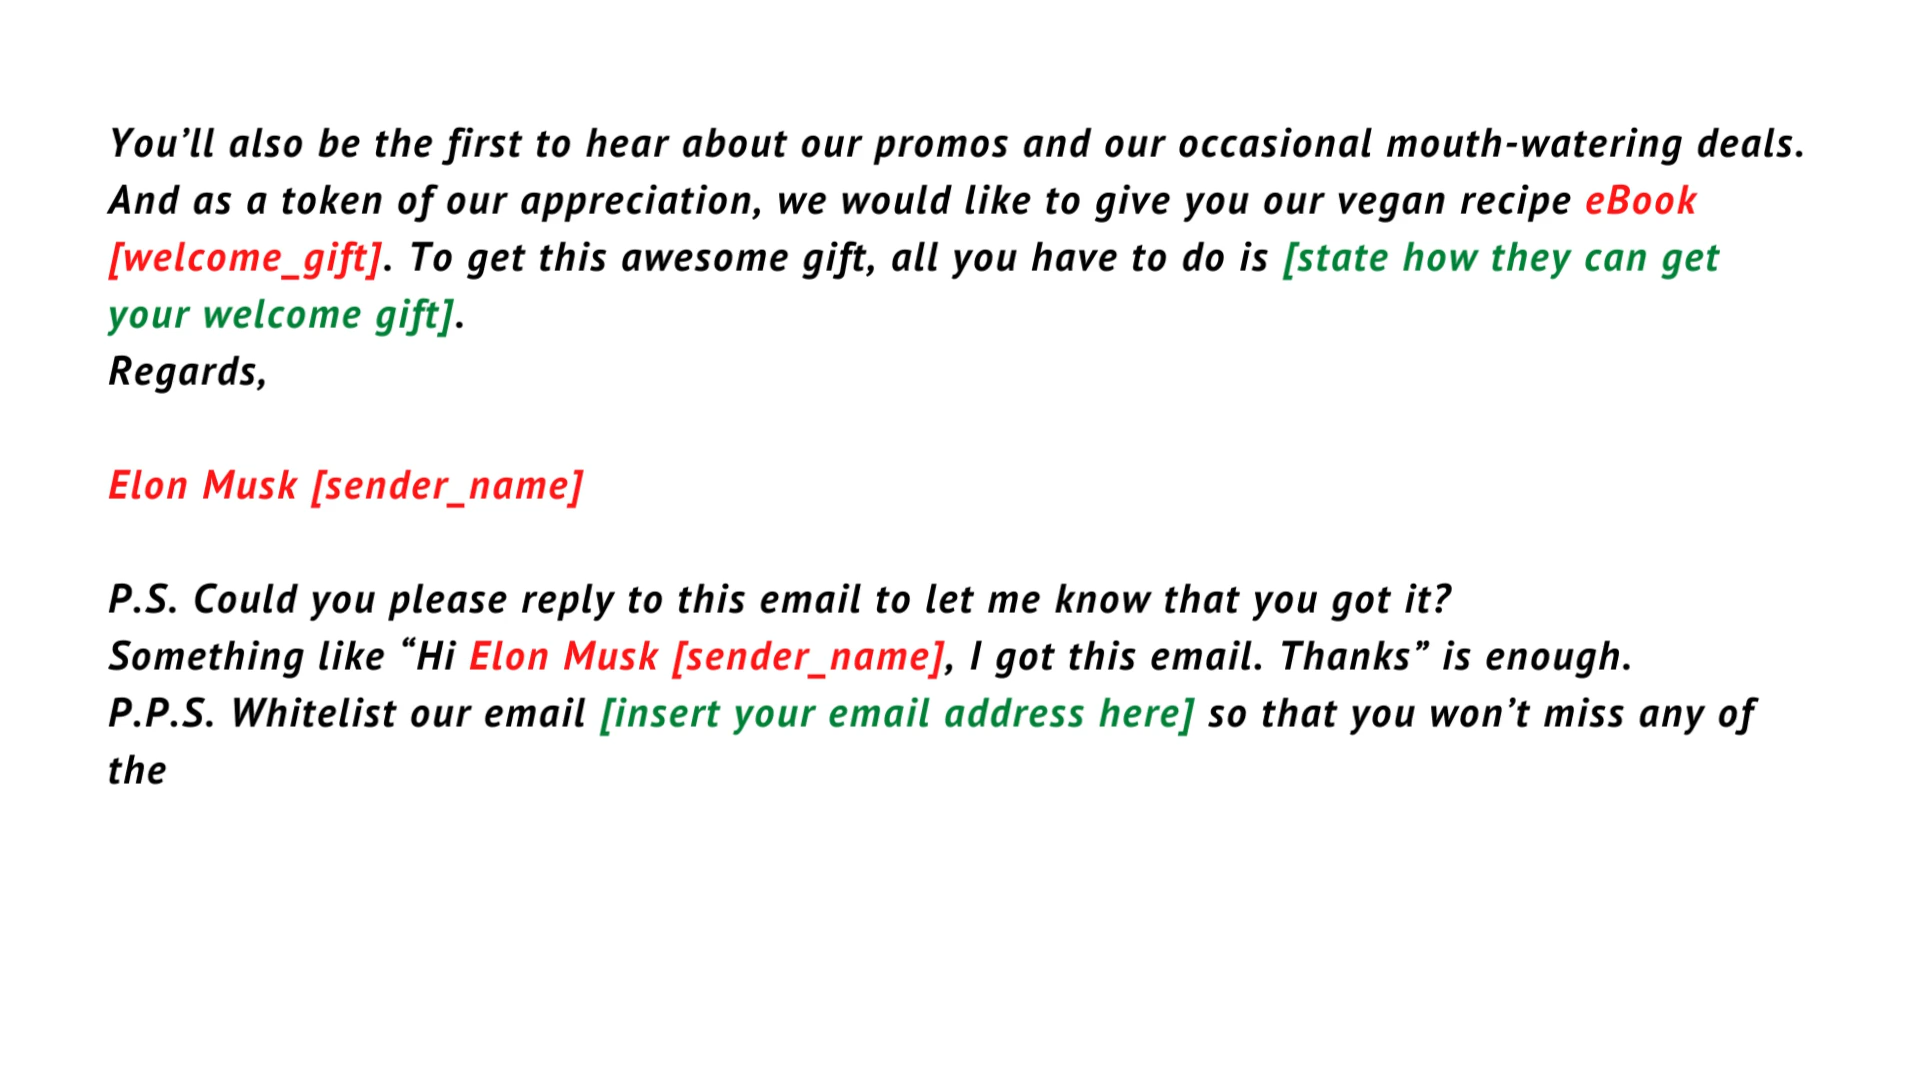 You’ll also be the first to hear about our promos and our occasional mouth-watering deals.
And as a token of our appreciation, we would like to give you our vegan recipe eBook
[welcome_gift]. To get this awesome gift, all you have to do is [state how they can get
your welcome gift].
Regards,
Elon Musk [sender_name]
P.S. Could you please reply to this email to let me know that you got it?
Something like “Hi Elon Musk [sender_name], I got this email. Thanks” is enough.
P.P.S. Whitelist our email [insert your email address here] so that you won’t miss any of
the